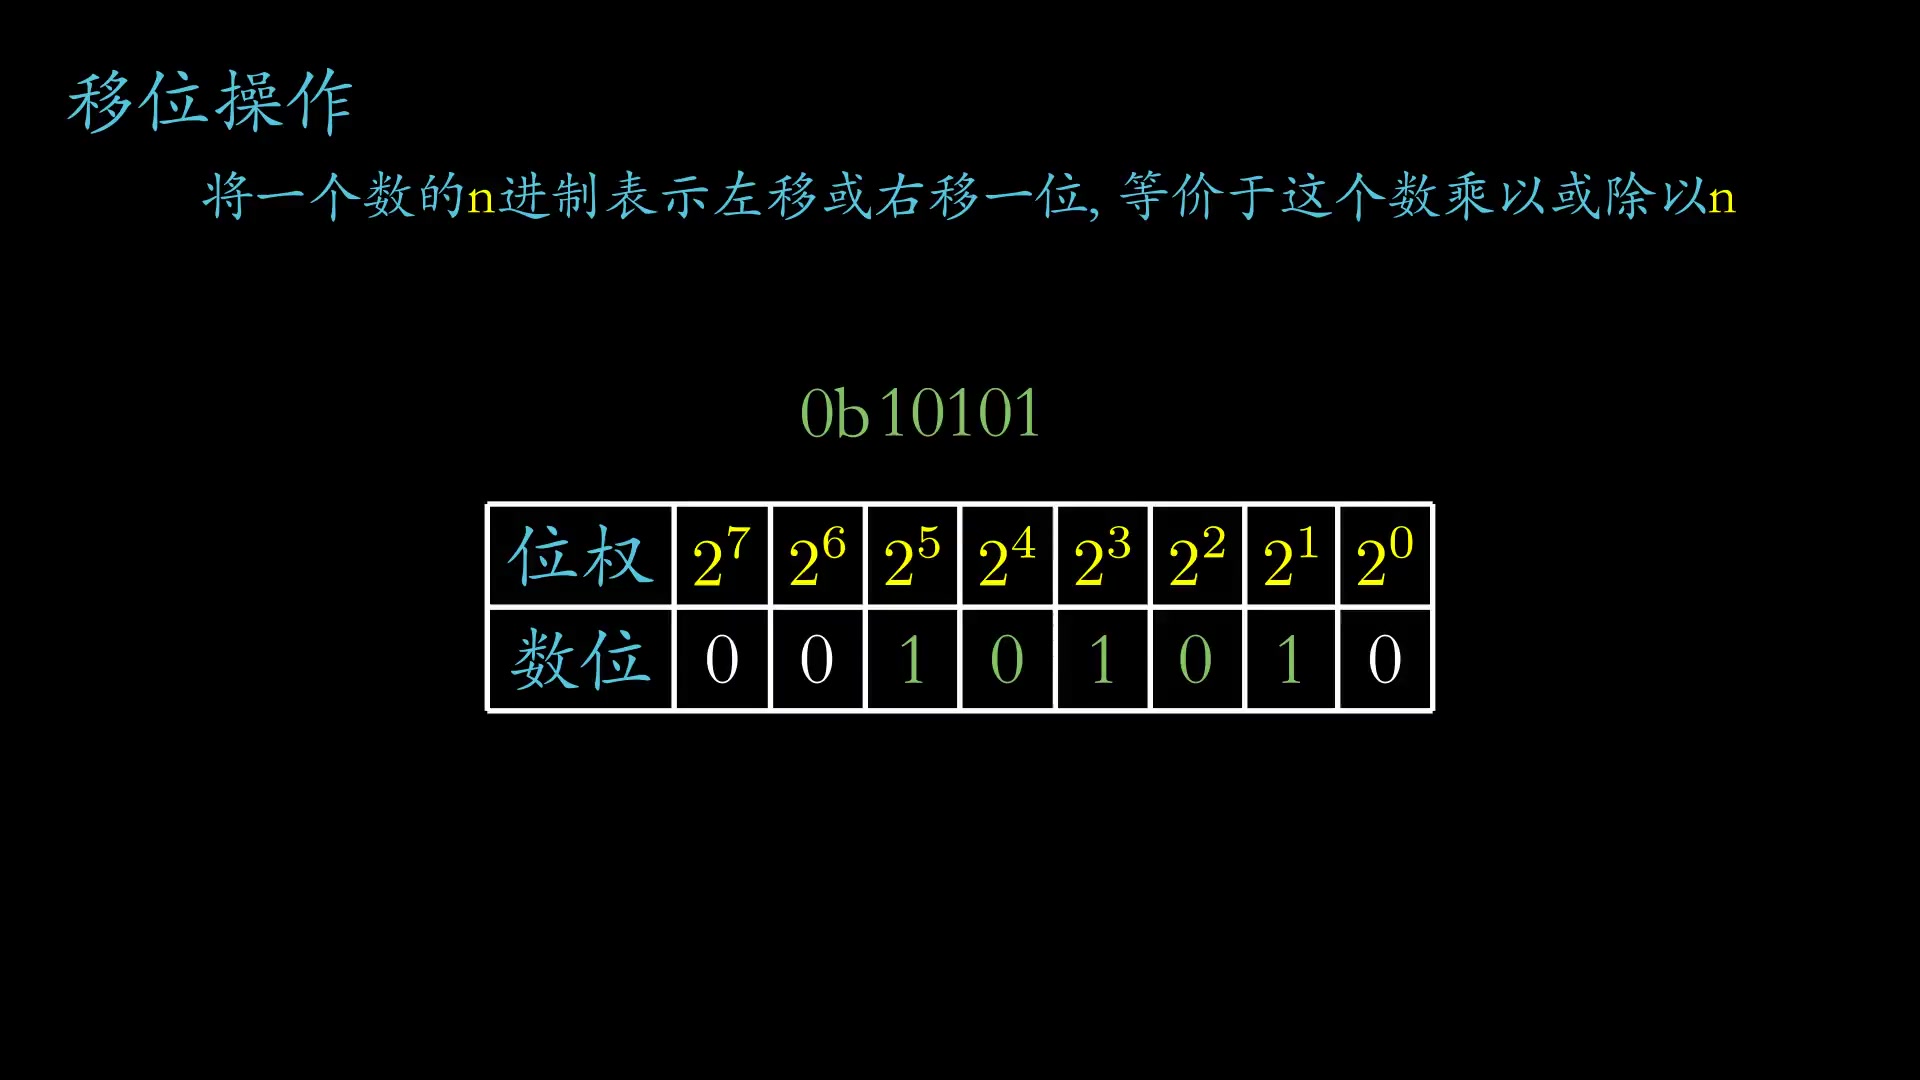 移位操作
将一个数的n进制表示左移或右移一位, 等价于这个数乘以或除以n
0b10101
位权 2^7 2^6 2^5 2^4 2^3 2^2 2^1 2^0
数位 0 0 1 0 1 0 1 0